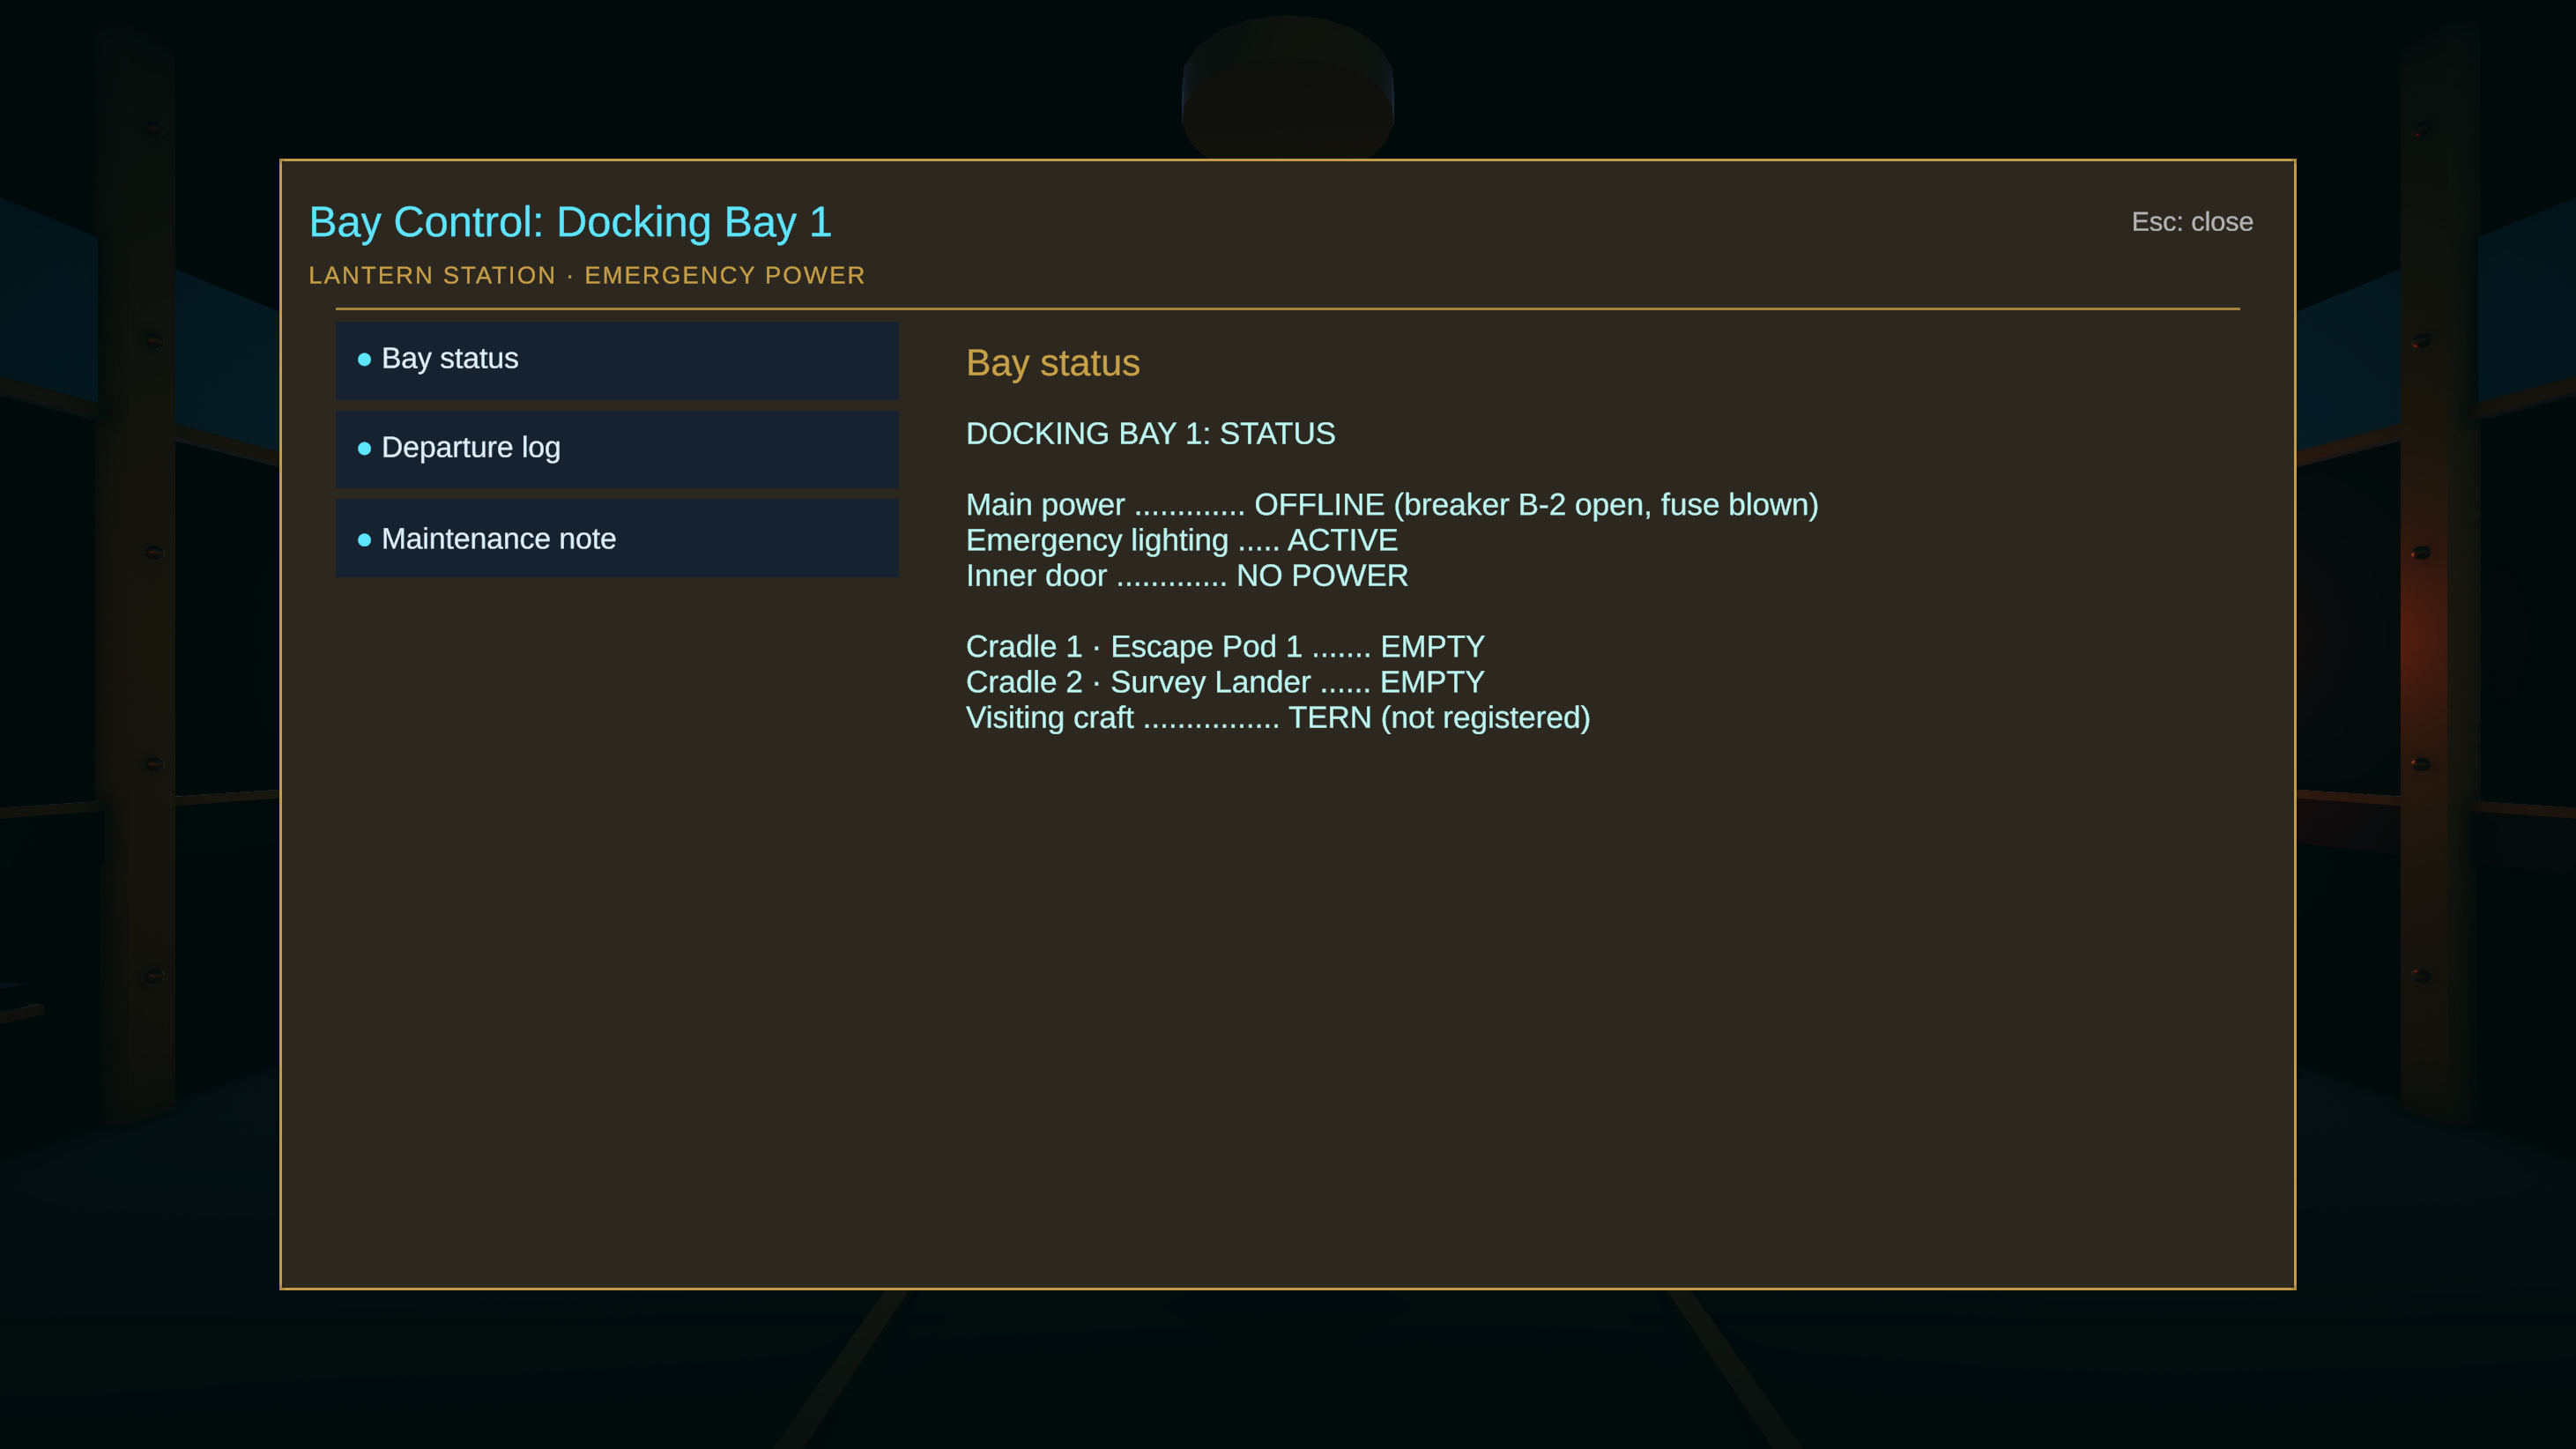 Bay Control: Docking Bay 1
Esc: close
LANTERN STATION · EMERGENCY POWER
Bay status
Departure log
Maintenance note
Bay status
DOCKING BAY 1: STATUS
Main power ............. OFFLINE (breaker B-2 open, fuse blown)
Emergency lighting ..... ACTIVE
Inner door ............. NO POWER
Cradle 1 · Escape Pod 1 ....... EMPTY
Cradle 2 · Survey Lander ...... EMPTY
Visiting craft ................ TERN (not registered)